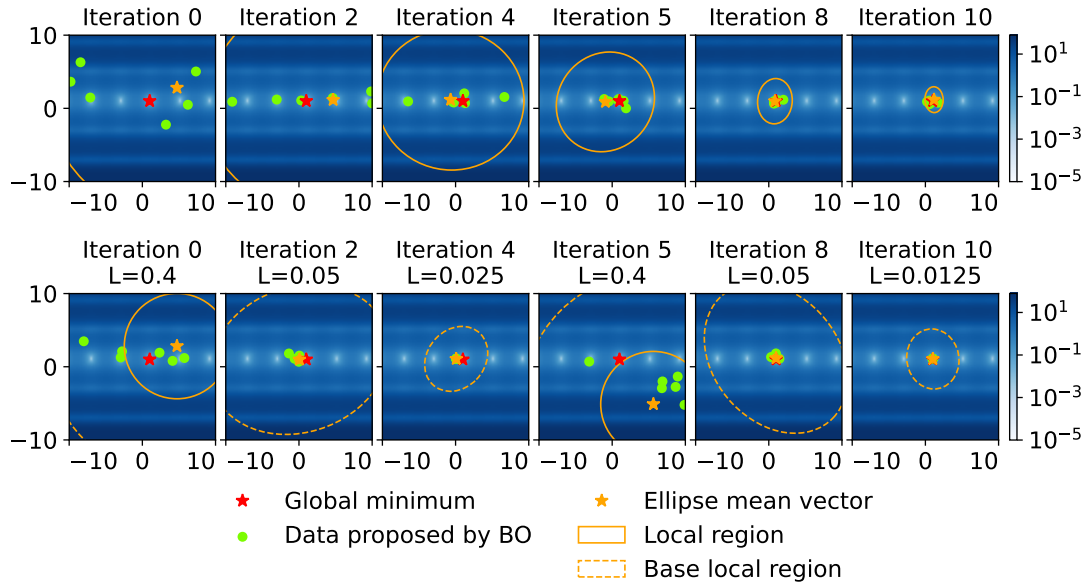 Iteration 0 Iteration 2 Iteration 4 Iteration 5 Iteration 8 Iteration 10
10
0
−10
−10 0 10 −10 0 10 −10 0 10 −10 0 10 −10 0 10 −10 0 10
10¹
10⁻¹
10⁻³
10⁻⁵
Iteration 0 Iteration 2 Iteration 4 Iteration 5 Iteration 8 Iteration 10
L=0.4 L=0.05 L=0.025 L=0.4 L=0.05 L=0.0125
10
0
−10
−10 0 10 −10 0 10 −10 0 10 −10 0 10 −10 0 10 −10 0 10
10¹
10⁻¹
10⁻³
10⁻⁵
Global minimum
Data proposed by BO
Ellipse mean vector
Local region
Base local region